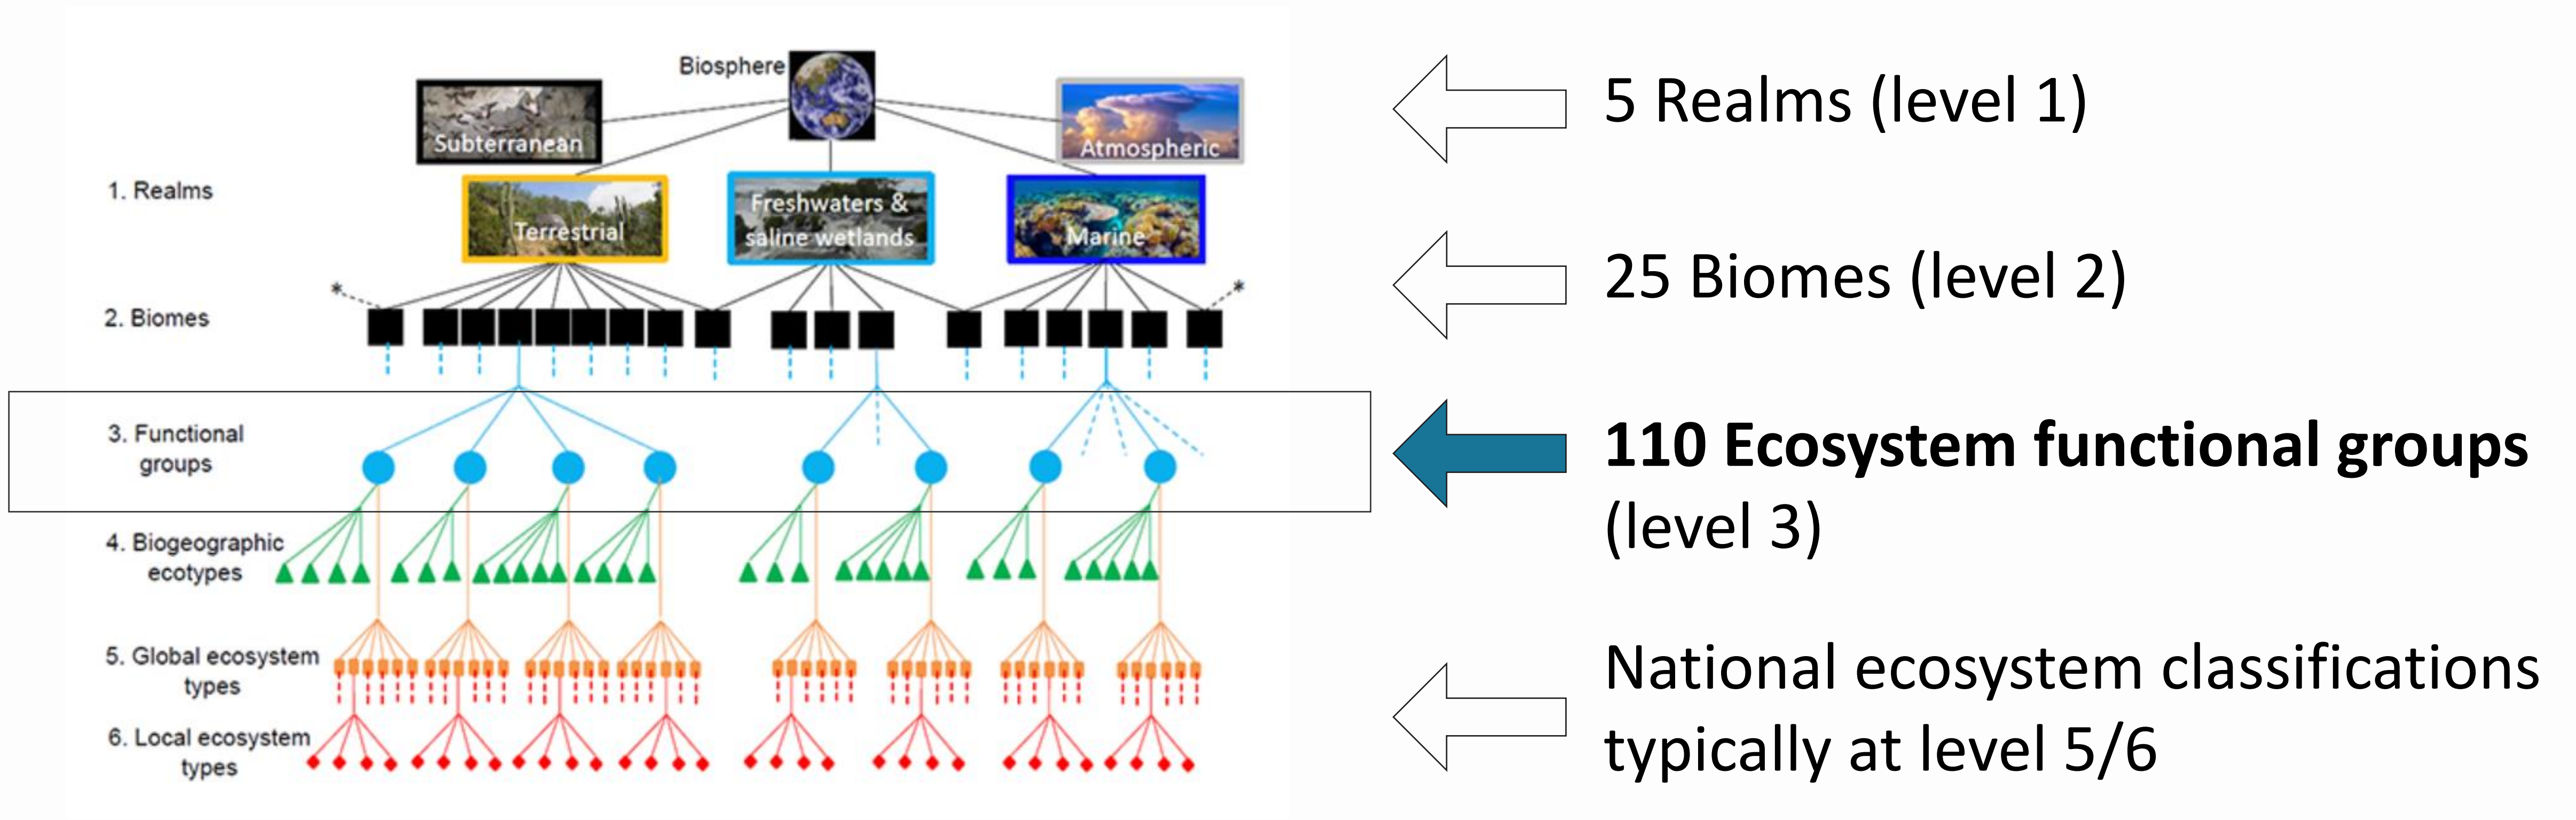 Biosphere
Subterranean
Atmospheric
1. Realms
Terrestrial
Freshwaters &
saline wetlands
Marine
*
*
2. Biomes
3. Functional
groups
4. Biogeographic
ecotypes
5. Global ecosystem
types
6. Local ecosystem
types
5 Realms (level 1)
25 Biomes (level 2)
110 Ecosystem functional groups
(level 3)
National ecosystem classifications
typically at level 5/6